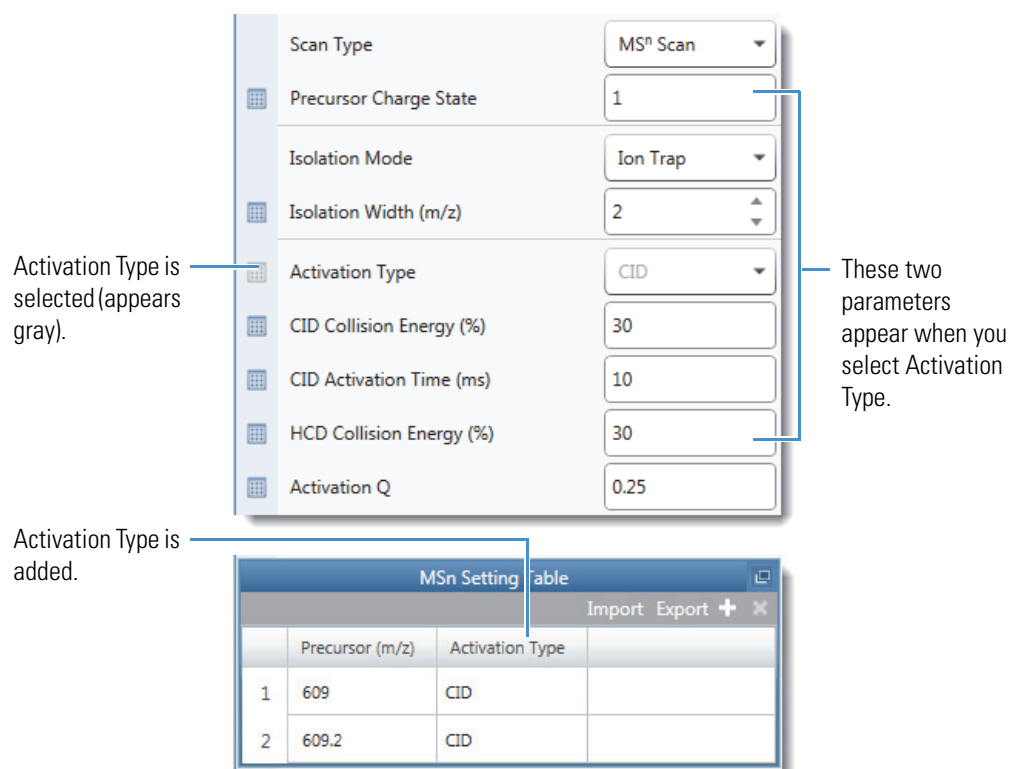 Scan Type MSⁿ Scan
Precursor Charge State 1
Isolation Mode Ion Trap
Isolation Width (m/z) 2
Activation Type CID
CID Collision Energy (%) 30
CID Activation Time (ms) 10
HCD Collision Energy (%) 30
Activation Q 0.25
Activation Type is
selected (appears
gray).
These two
parameters
appear when you
select Activation
Type.
Activation Type is
added.
MSn Setting Table
Import Export
Precursor (m/z) Activation Type
1 609 CID
2 609.2 CID